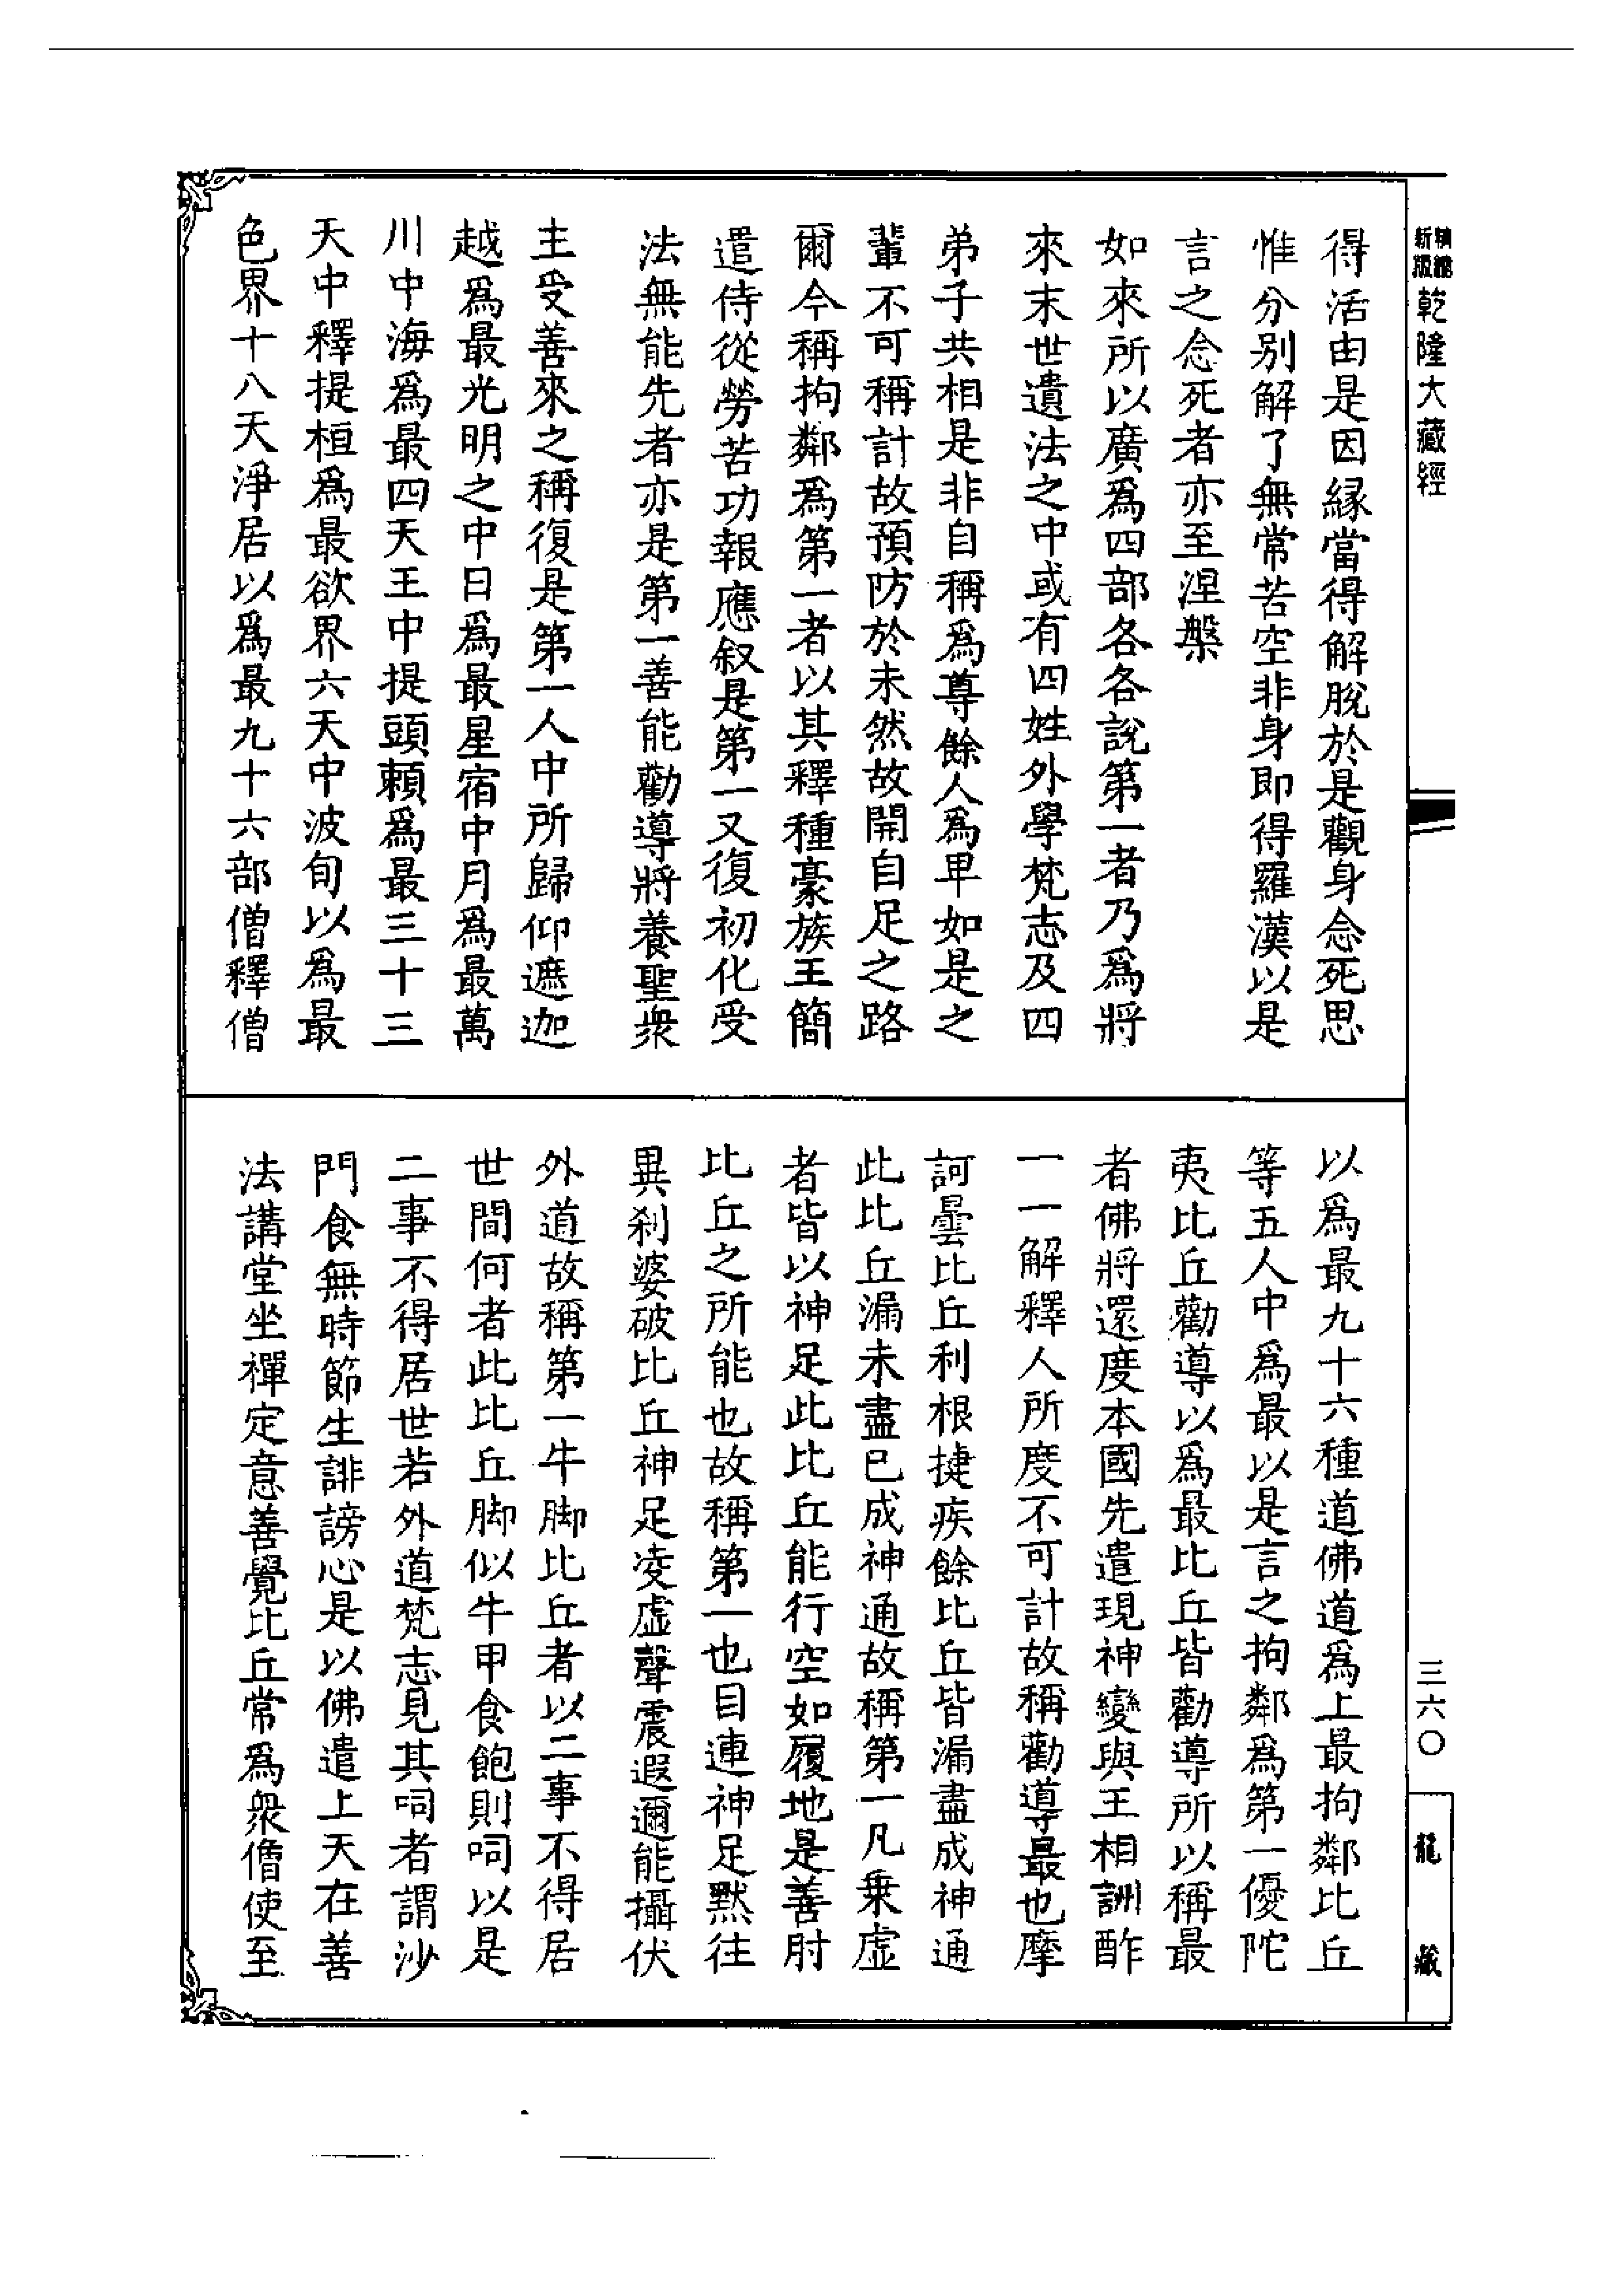 新版精縮乾隆大藏經
得活由是因緣當得解脫於是觀身念死思
惟分別解了無常苦空非身即得羅漢以是
言之念死者亦至涅槃
如來所以廣爲四部各各說第一者乃爲將
來末世遺法之中或有四姓外學梵志及四
弟子共相是非自稱爲尊餘人爲卑如是之
輩不可稱計故預防於未然故開自足之路
爾今稱拘鄰爲第一者以其釋種豪族王簡
遣侍從勞苦功報應叙是第一又復初化受
法無能先者亦是第一善能勸導將養聖衆
主受善來之稱復是第一人中所歸仰遮迦
越爲最光明之中日爲最星宿中月爲最萬
川中海爲最四天王中提頭賴爲最三十三
天中釋提桓爲最欲界六天中波旬以爲最
色界十八天淨居以爲最九十六部僧釋僧
以爲最九十六種道佛道爲上最拘鄰比丘
等五人中爲最以是言之拘鄰爲第一優陀
夷比丘勸導以爲最比丘皆勸導所以稱最
者佛將還度本國先遣現神變與王相詶酢
一一解釋人所度不可計故稱勸導最也摩
訶曇比丘利根捷疾餘比丘皆漏盡成神通
此比丘漏未盡已成神通故稱第一凡乗虛
者皆以神足此比丘能行空如履地是善肘
比丘之所能也故稱第一也目連神足黙往
異刹婆破比丘神足凌虛聲震遐邇能攝伏
外道故稱第一牛脚比丘者以二事不得居
世間何者此比丘脚似牛甲食飽則呞以是
二事不得居世若外道梵志見其呞者謂沙
門食無時節生誹謗心是以佛遣上天在善
法講堂坐禪定意善覺比丘常爲衆僧使至
三六〇
龍藏